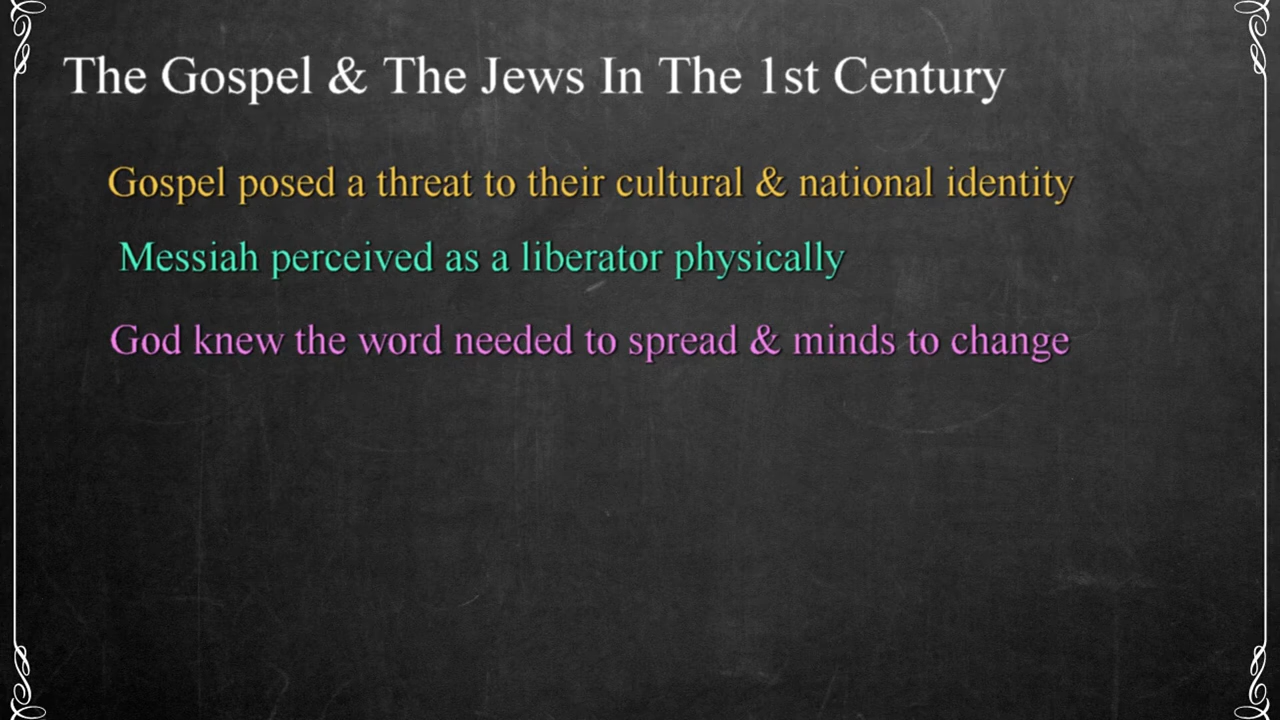 The Gospel & The Jews In The 1st Century
Gospel posed a threat to their cultural & national identity
Messiah perceived as a liberator physically
God knew the word needed to spread & minds to change